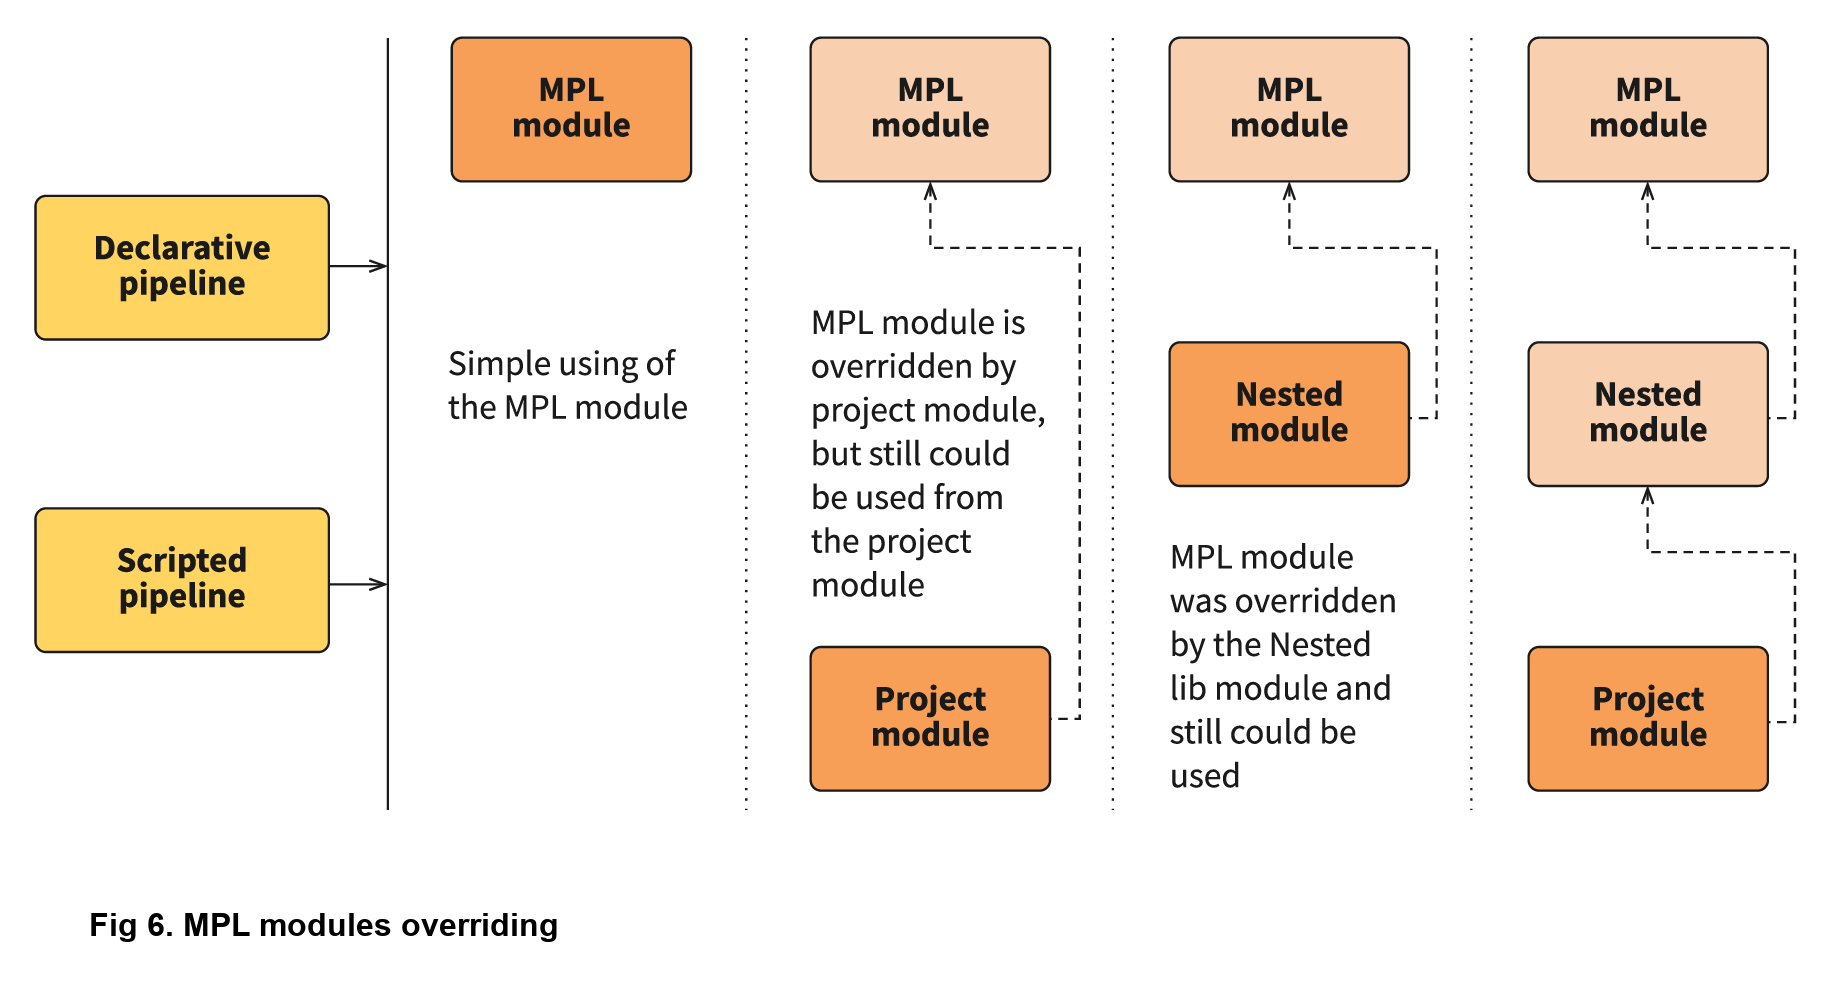 Declarative
pipeline
Scripted
pipeline
MPL
module
Simple using of
the MPL module
MPL
module
MPL module is
overridden by
project module,
but still could
be used from
the project
module
Project
module
MPL
module
Nested
module
MPL module
was overridden
by the Nested
lib module and
still could be
used
MPL
module
Nested
module
Project
module
Fig 6. MPL modules overriding